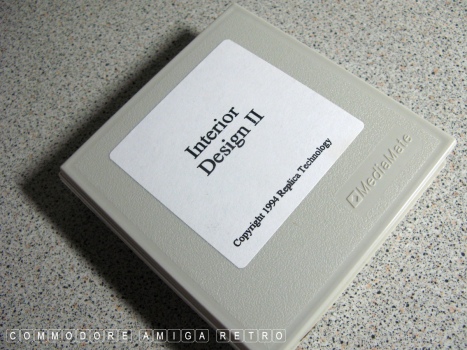 Interior
Design II
Copyright 1994 Replica Technology
MediaMate
COMMODORE AMIGA RETRO